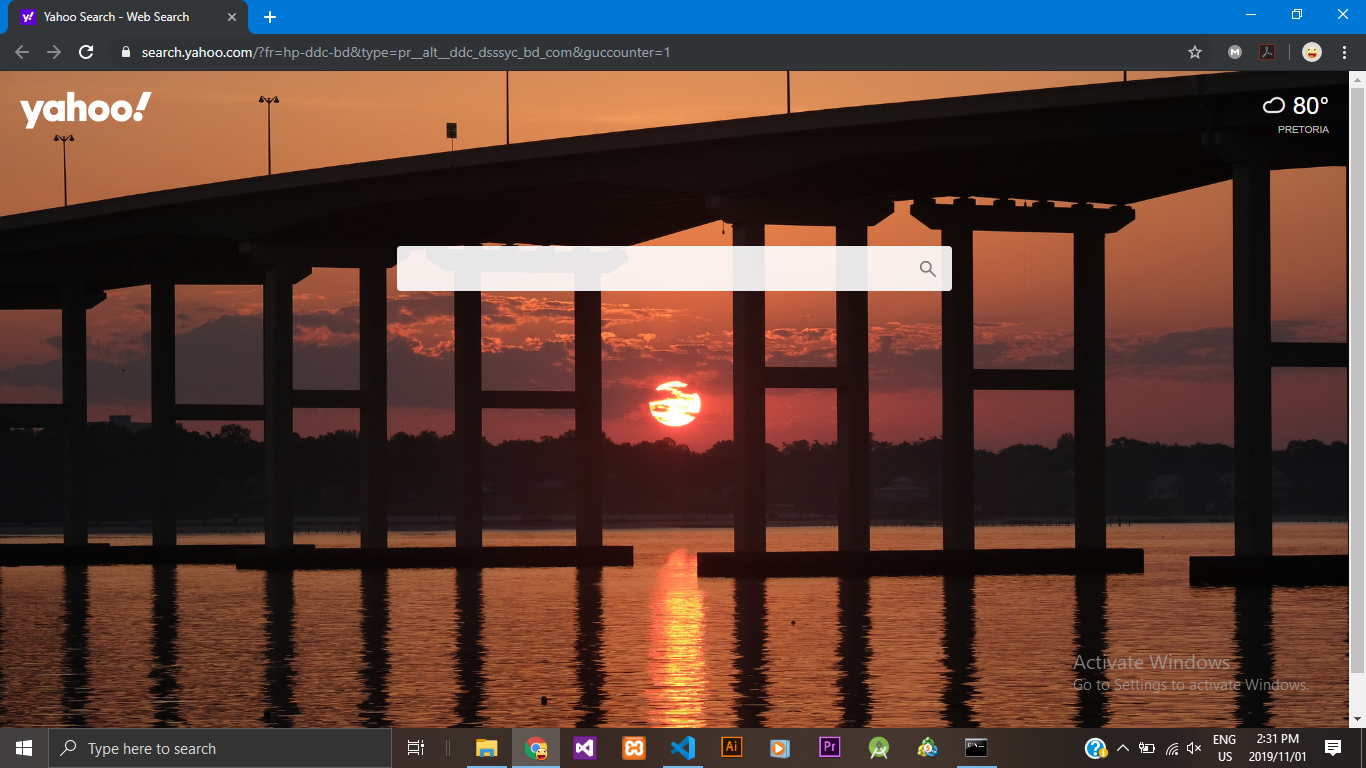 Yahoo Search - Web Search
search.yahoo.com/?fr=hp-ddc-bd&type=pr__alt__ddc_dsssyc_bd_com&guccounter=1
yahoo!
80°
PRETORIA
Activate Windows
Go to Settings to activate Windows.
Type here to search
Ai
Pr
ENG
US
2:31 PM
2019/11/01